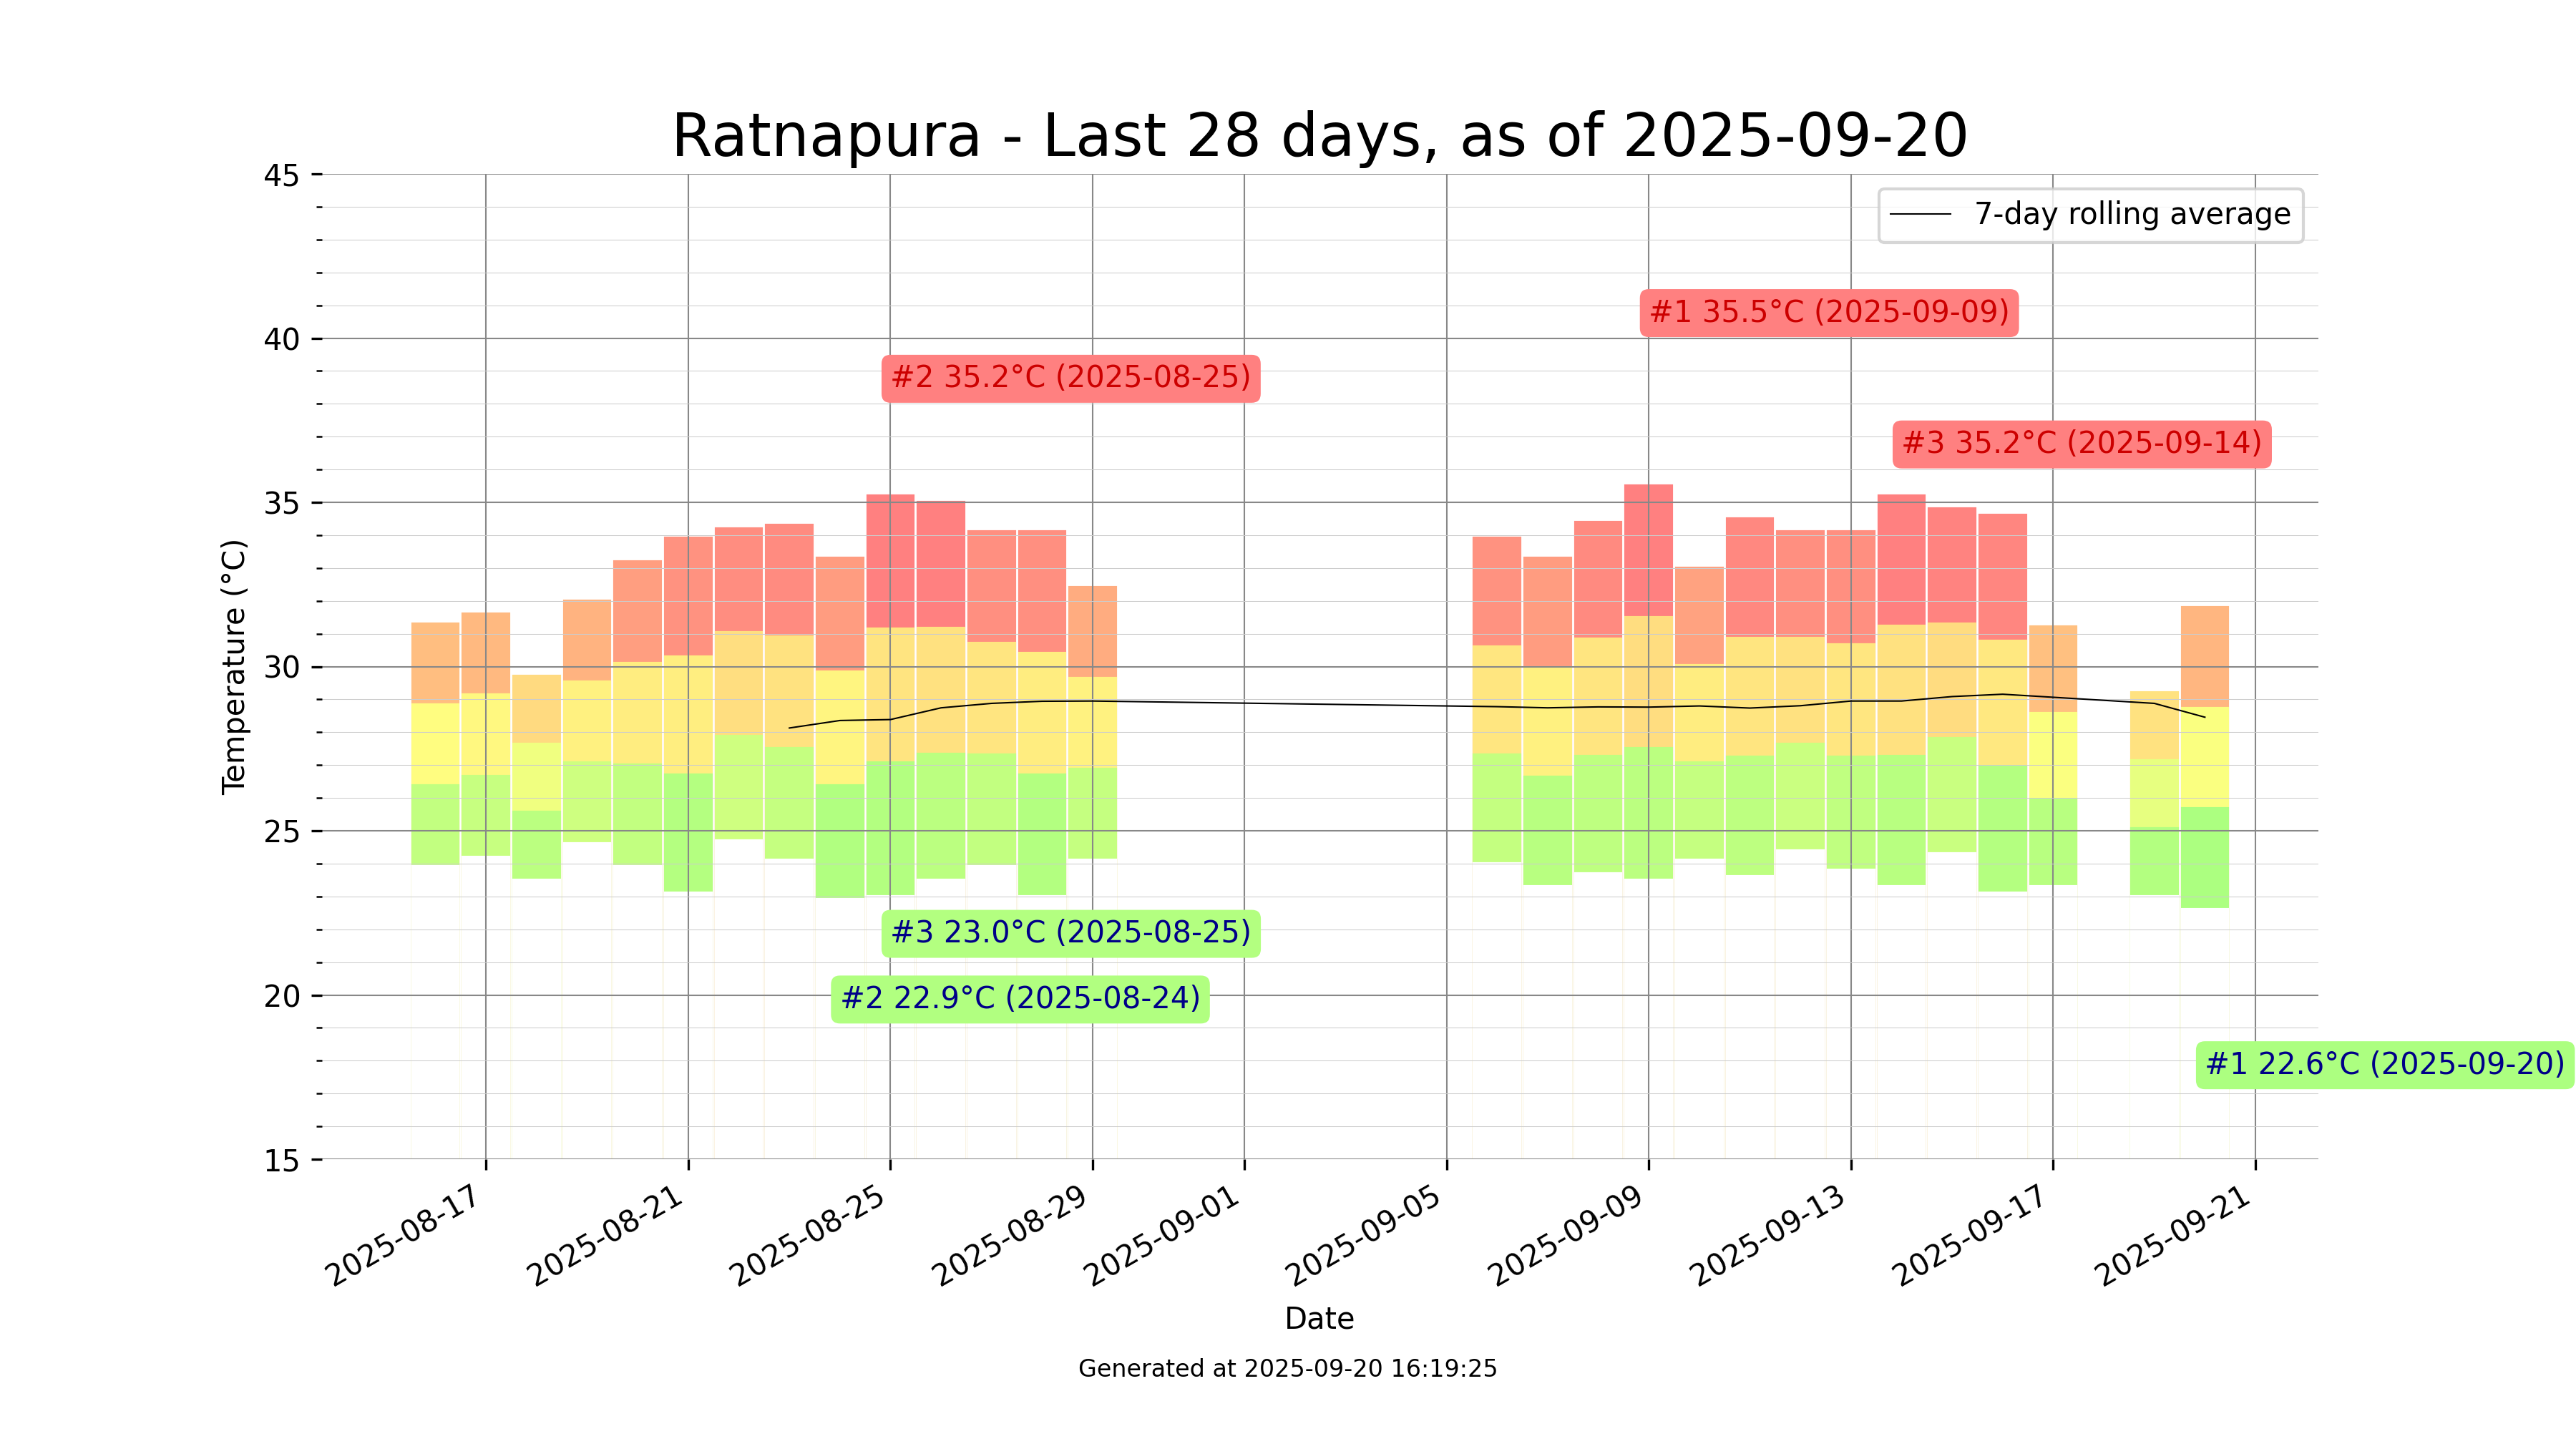 Ratnapura - Last 28 days, as of 2025-09-20
45
40
35
30
25
20
15
Temperature (°C)
7-day rolling average
#1 35.5°C (2025-09-09)
#2 35.2°C (2025-08-25)
#3 35.2°C (2025-09-14)
#3 23.0°C (2025-08-25)
#2 22.9°C (2025-08-24)
#1 22.6°C (2025-09-20)
2025-08-17
2025-08-21
2025-08-25
2025-08-29
2025-09-01
2025-09-05
2025-09-09
2025-09-13
2025-09-17
2025-09-21
Date
Generated at 2025-09-20 16:19:25